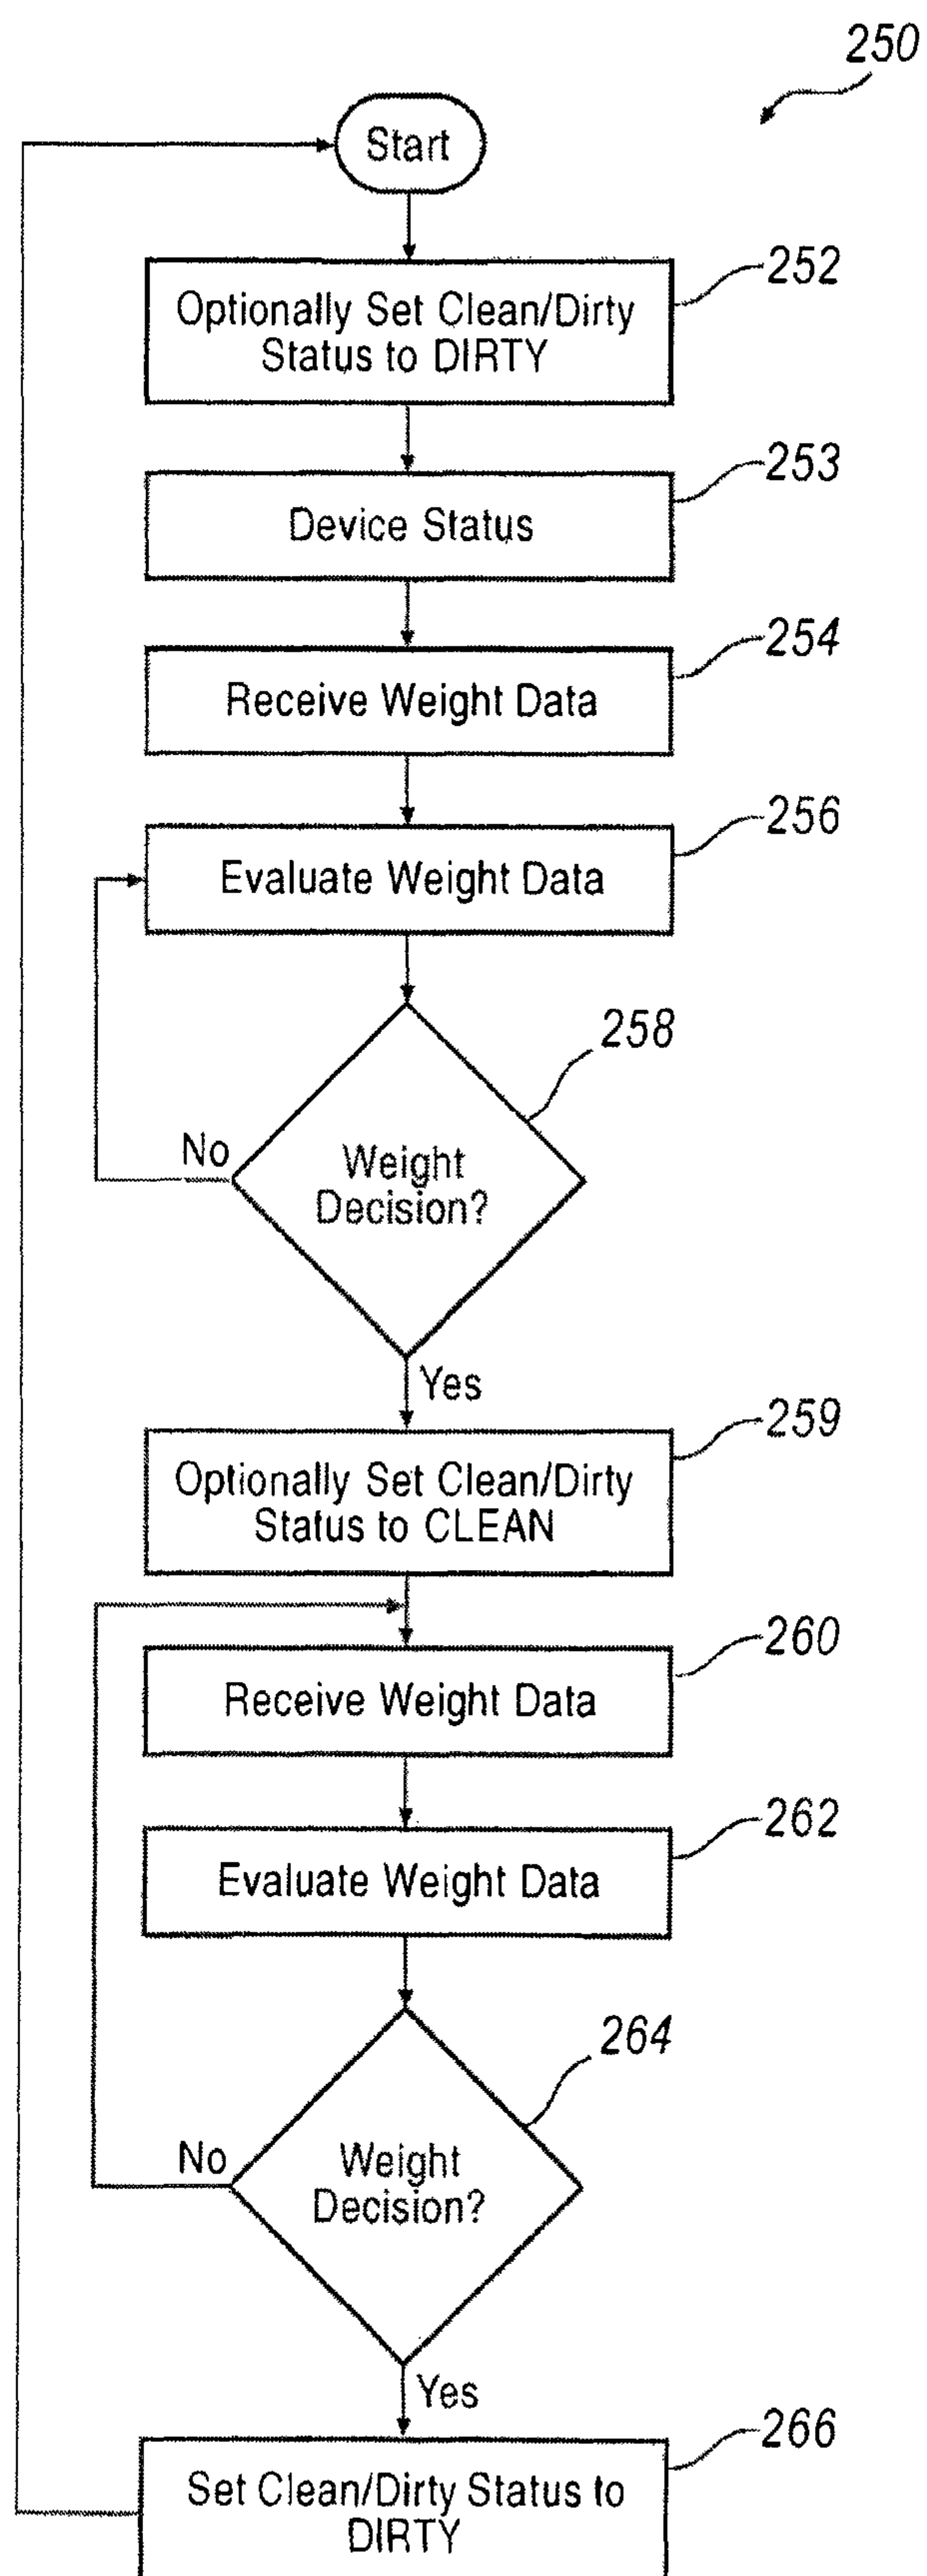 250
Start
252
Optionally Set Clean/Dirty
Status to DIRTY
253
Device Status
254
Receive Weight Data
256
Evaluate Weight Data
258
No
Weight
Decision?
Yes
259
Optionally Set Clean/Dirty
Status to CLEAN
260
Receive Weight Data
262
Evaluate Weight Data
264
No
Weight
Decision?
Yes
266
Set Clean/Dirty Status to
DIRTY